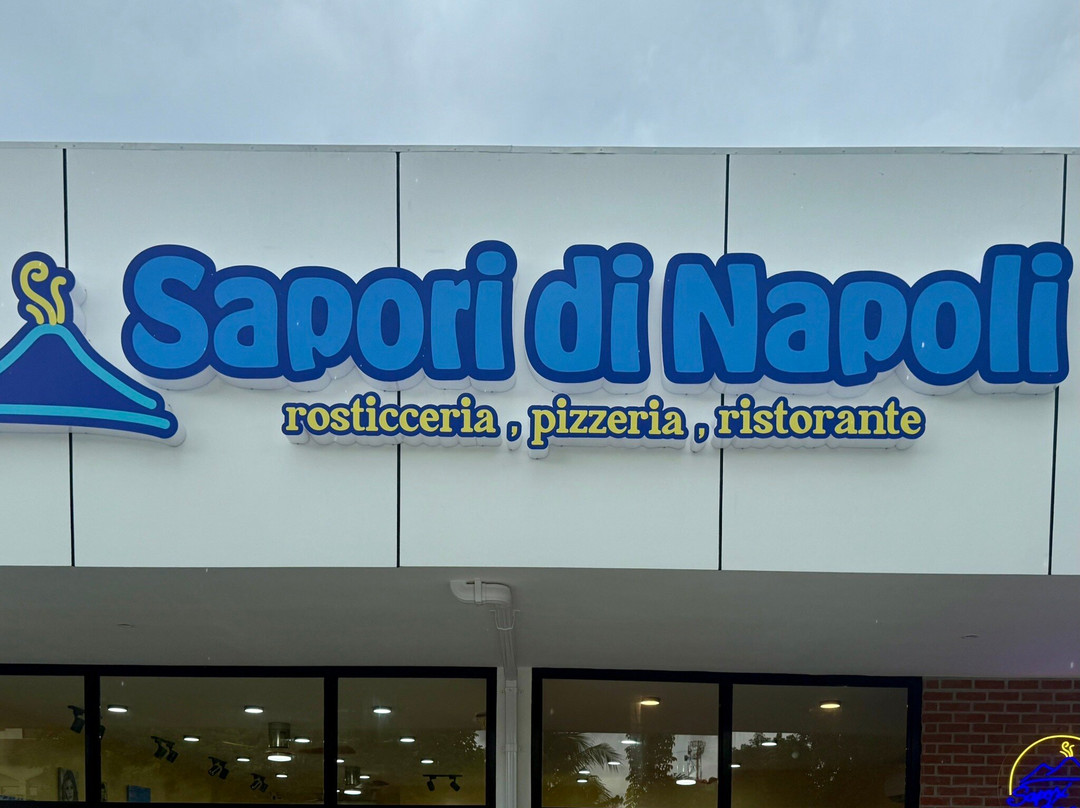 Sapori di Napoli
rosticceria , pizzeria , ristorante